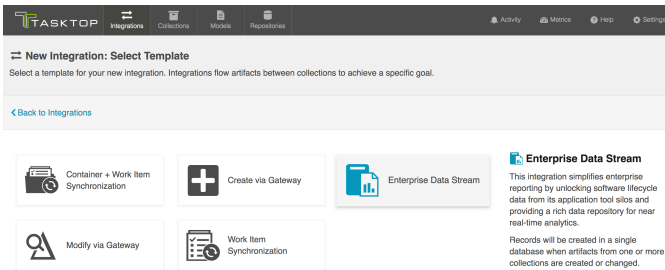 TASKTOP
Integrations
Collections
Models
Repositories
Activity
Metrics
Help
Settings
New Integration: Select Template
Select a template for your new integration. Integrations flow artifacts between collections to achieve a specific goal.
Back to Integrations
Container + Work Item
Synchronization
Create via Gateway
Enterprise Data Stream
Modify via Gateway
Work Item
Synchronization
Enterprise Data Stream
This integration simplifies enterprise
reporting by unlocking software lifecycle
data from its application tool silos and
providing a rich data repository for near
real-time analytics.
Records will be created in a single
database when artifacts from one or more
collections are created or changed.